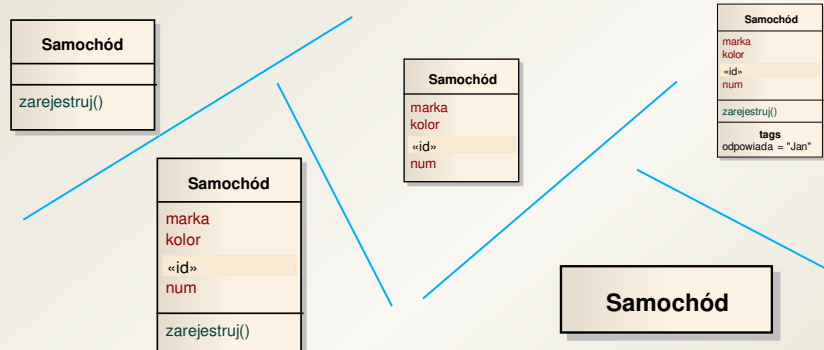 Samochód
zarejestruj()
Samochód
marka
kolor
«id»
num
zarejestruj()
Samochód
marka
kolor
«id»
num
Samochód
marka
kolor
«id»
num
zarejestruj()
tags
odpowiada = "Jan"
Samochód